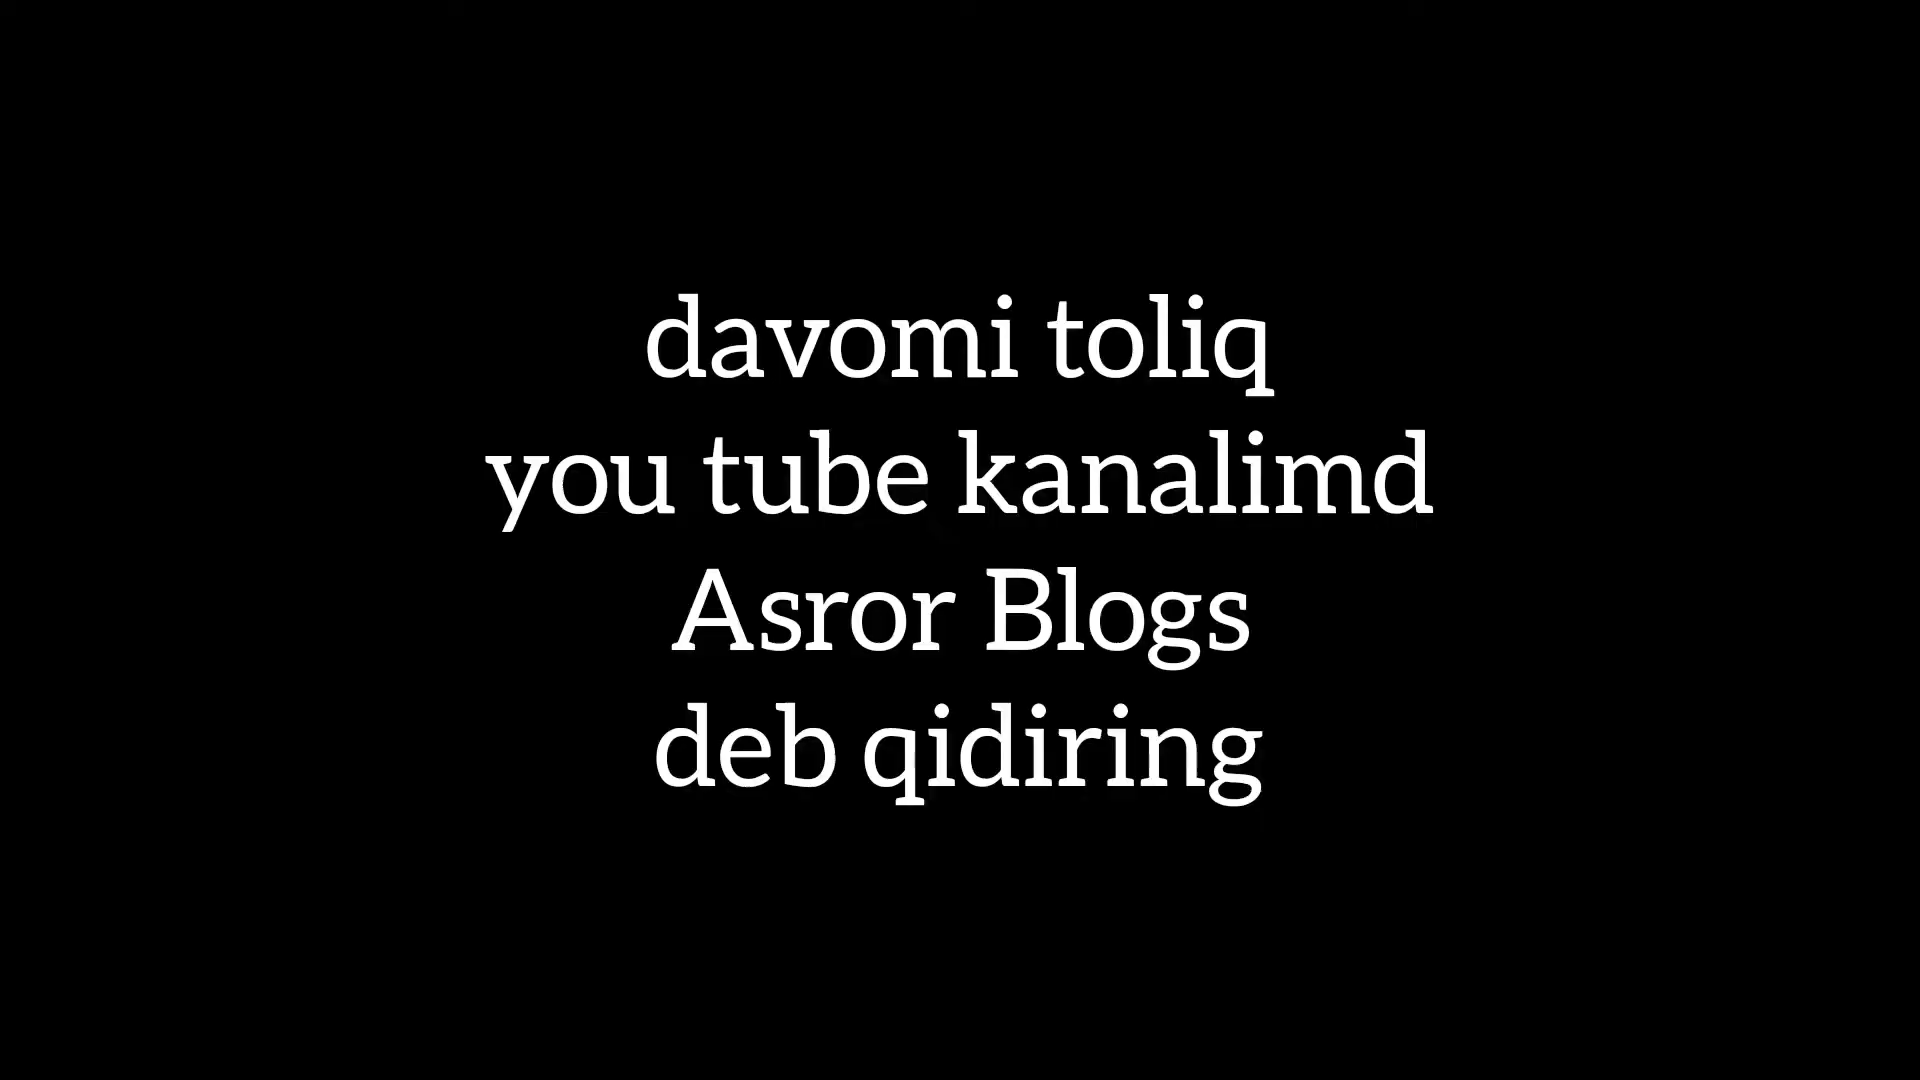 davomi toliq
you tube kanalimd
Asror Blogs
deb qidiring